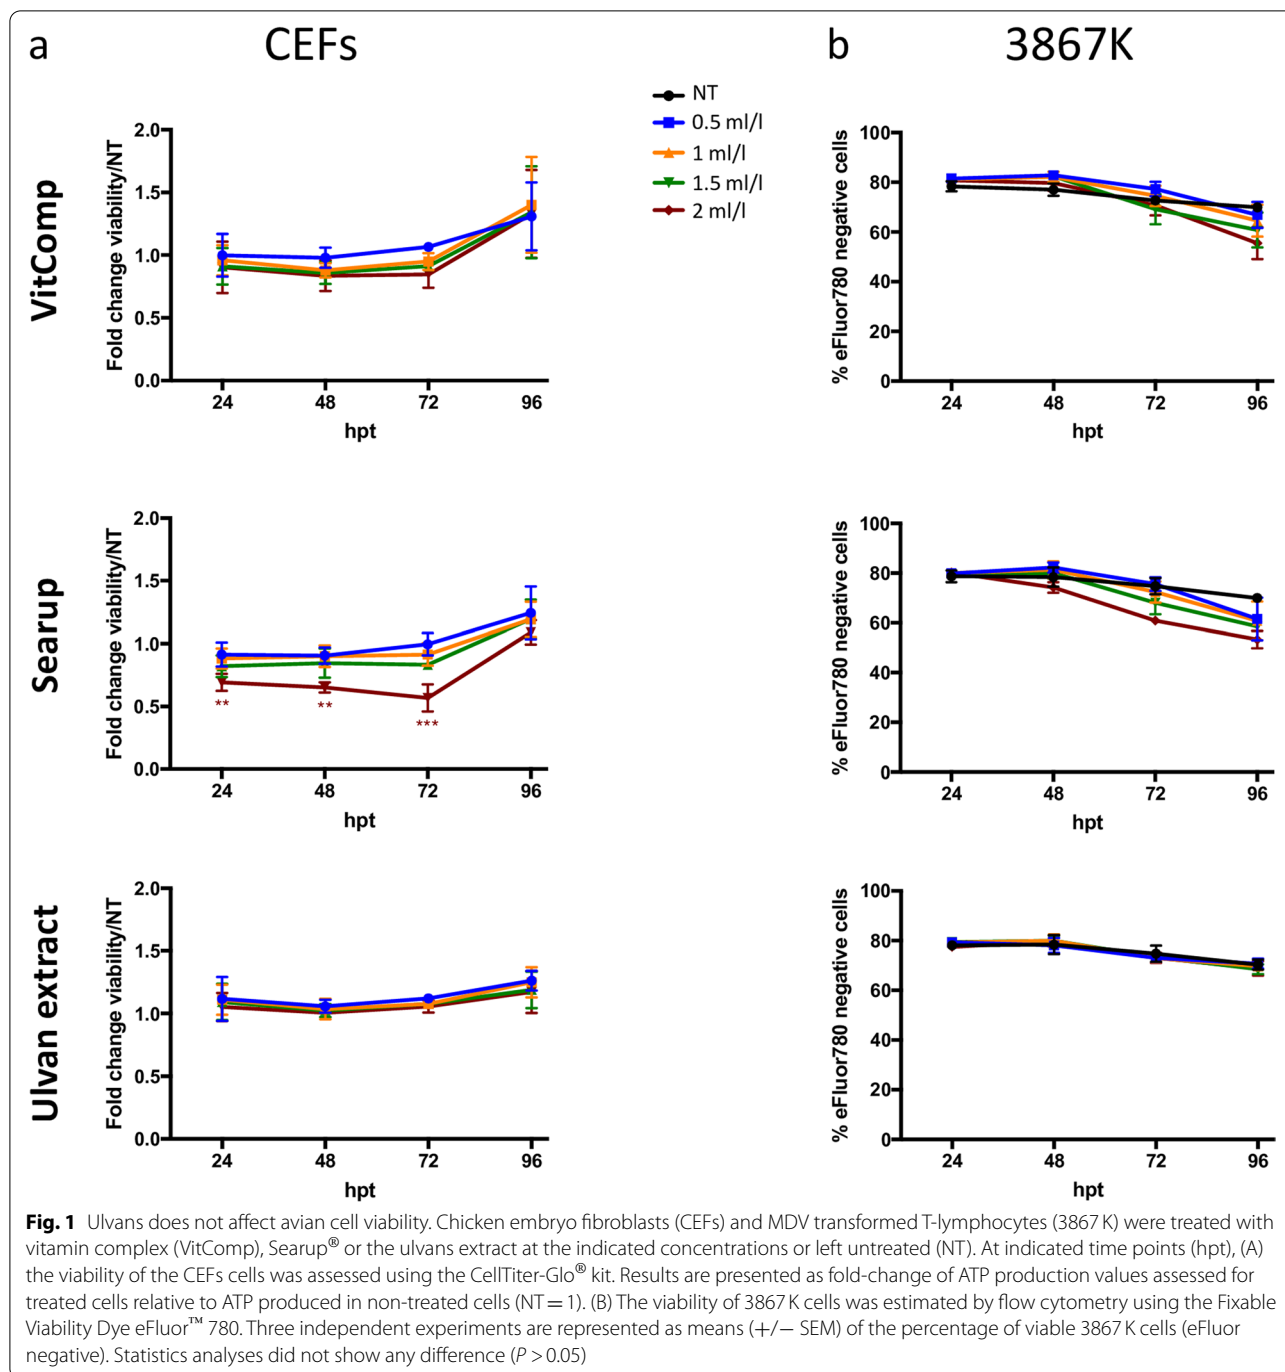 a CEFs b 3867K
NT
0.5 ml/l
1 ml/l
1.5 ml/l
2 ml/l
VitComp
Fold change viability/NT
2.0
1.5
1.0
0.5
0.0
24 48 72 96
hpt
% eFluor780 negative cells
100
80
60
40
20
0
24 48 72 96
hpt
Searup
Fold change viability/NT
2.0
1.5
1.0
0.5
0.0
** ** ***
24 48 72 96
hpt
% eFluor780 negative cells
100
80
60
40
20
0
24 48 72 96
hpt
Ulvan extract
Fold change viability/NT
2.0
1.5
1.0
0.5
0.0
24 48 72 96
hpt
% eFluor780 negative cells
100
80
60
40
20
0
24 48 72 96
hpt
Fig. 1 Ulvans does not affect avian cell viability. Chicken embryo fibroblasts (CEFs) and MDV transformed T-lymphocytes (3867 K) were treated with
vitamin complex (VitComp), Searup® or the ulvans extract at the indicated concentrations or left untreated (NT). At indicated time points (hpt), (A)
the viability of the CEFs cells was assessed using the CellTiter-Glo® kit. Results are presented as fold-change of ATP production values assessed for
treated cells relative to ATP produced in non-treated cells (NT = 1). (B) The viability of 3867 K cells was estimated by flow cytometry using the Fixable
Viability Dye eFluor™ 780. Three independent experiments are represented as means (+/− SEM) of the percentage of viable 3867 K cells (eFluor
negative). Statistics analyses did not show any difference (P > 0.05)